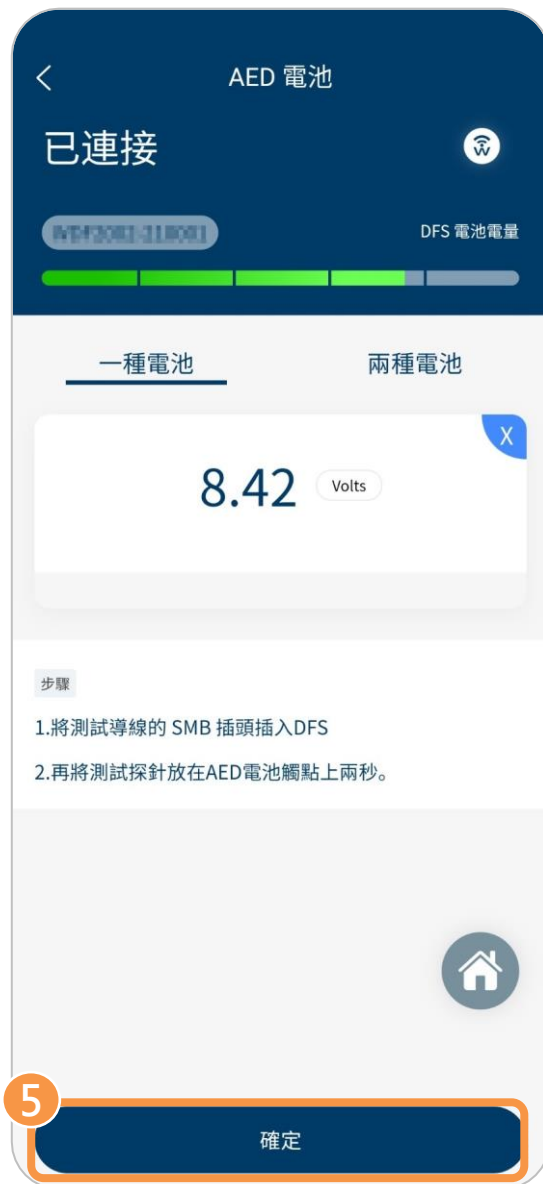 AED 電池
已連接
DFS 電池電量
一種電池
兩種電池
X
8.42 Volts
步驟
1.將測試導線的 SMB 插頭插入DFS
2.再將測試探針放在AED電池觸點上兩秒。
5
確定